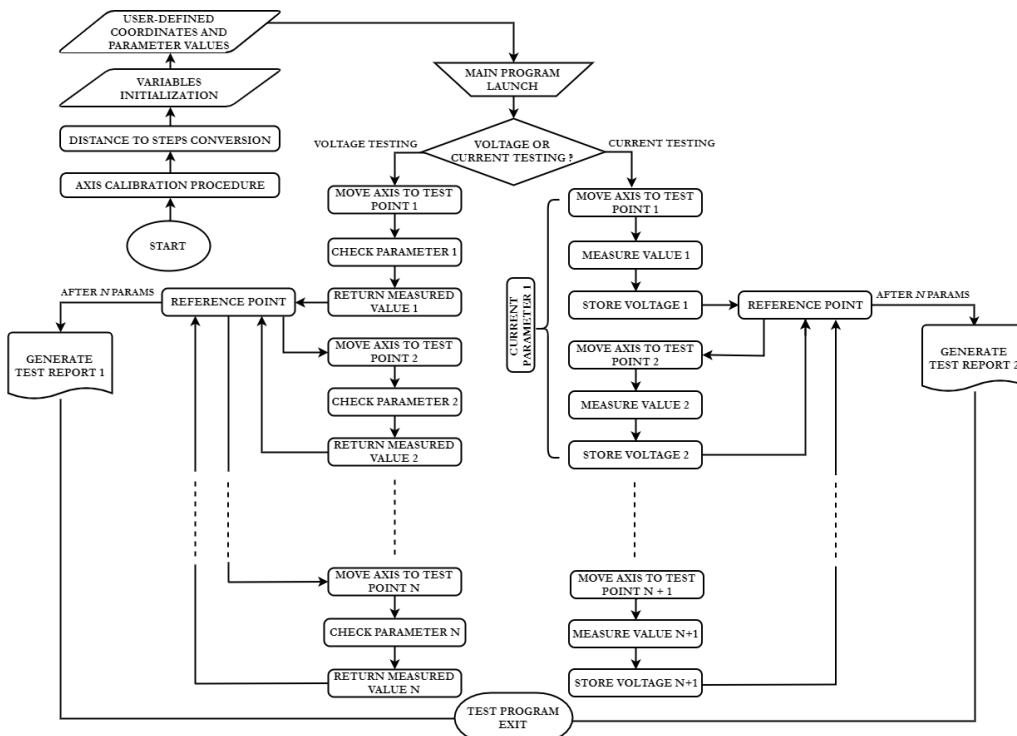 USER-DEFINED
COORDINATES AND
PARAMETER VALUES
VARIABLES
INITIALIZATION
DISTANCE TO STEPS CONVERSION
AXIS CALIBRATION PROCEDURE
START
MAIN PROGRAM
LAUNCH
VOLTAGE OR
CURRENT TESTING ?
VOLTAGE TESTING
CURRENT TESTING
MOVE AXIS TO TEST
POINT 1
CHECK PARAMETER 1
RETURN MEASURED
VALUE 1
REFERENCE POINT
AFTER N PARAMS
GENERATE
TEST REPORT 1
MOVE AXIS TO TEST
POINT 2
CHECK PARAMETER 2
RETURN MEASURED
VALUE 2
MOVE AXIS TO TEST
POINT N
CHECK PARAMETER N
RETURN MEASURED
VALUE N
MOVE AXIS TO TEST
POINT 1
MEASURE VALUE 1
STORE VOLTAGE 1
CURRENT
PARAMETER 1
REFERENCE POINT
AFTER N PARAMS
GENERATE
TEST REPORT 2
MOVE AXIS TO TEST
POINT 2
MEASURE VALUE 2
STORE VOLTAGE 2
MOVE AXIS TO TEST
POINT N + 1
MEASURE VALUE N+1
STORE VOLTAGE N+1
TEST PROGRAM
EXIT